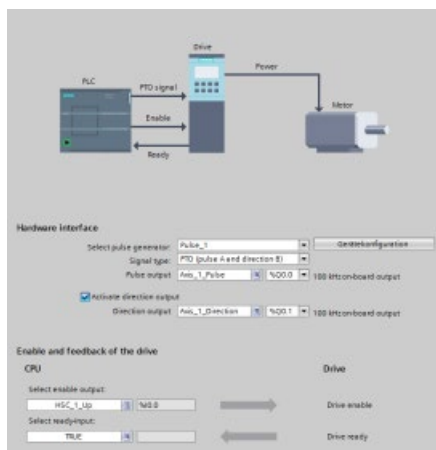 Drive
Power
PLC
PTO signal
Motor
Enable
Ready
Hardware interface
Select pulse generator: Pulse_1 Gerätekonfiguration
Signal type: PTO (pulse A and direction B)
Pulse output Axis_1_Pulse %Q0.0 100 kHz on-board output
Activate direction output
Direction output Axis_1_Direction %Q0.1 100 kHz on-board output
Enable and feedback of the drive
CPU Drive
Select enable output:
HSC_1_Up %I0.0 Drive enable
Select ready-input:
TRUE Drive ready